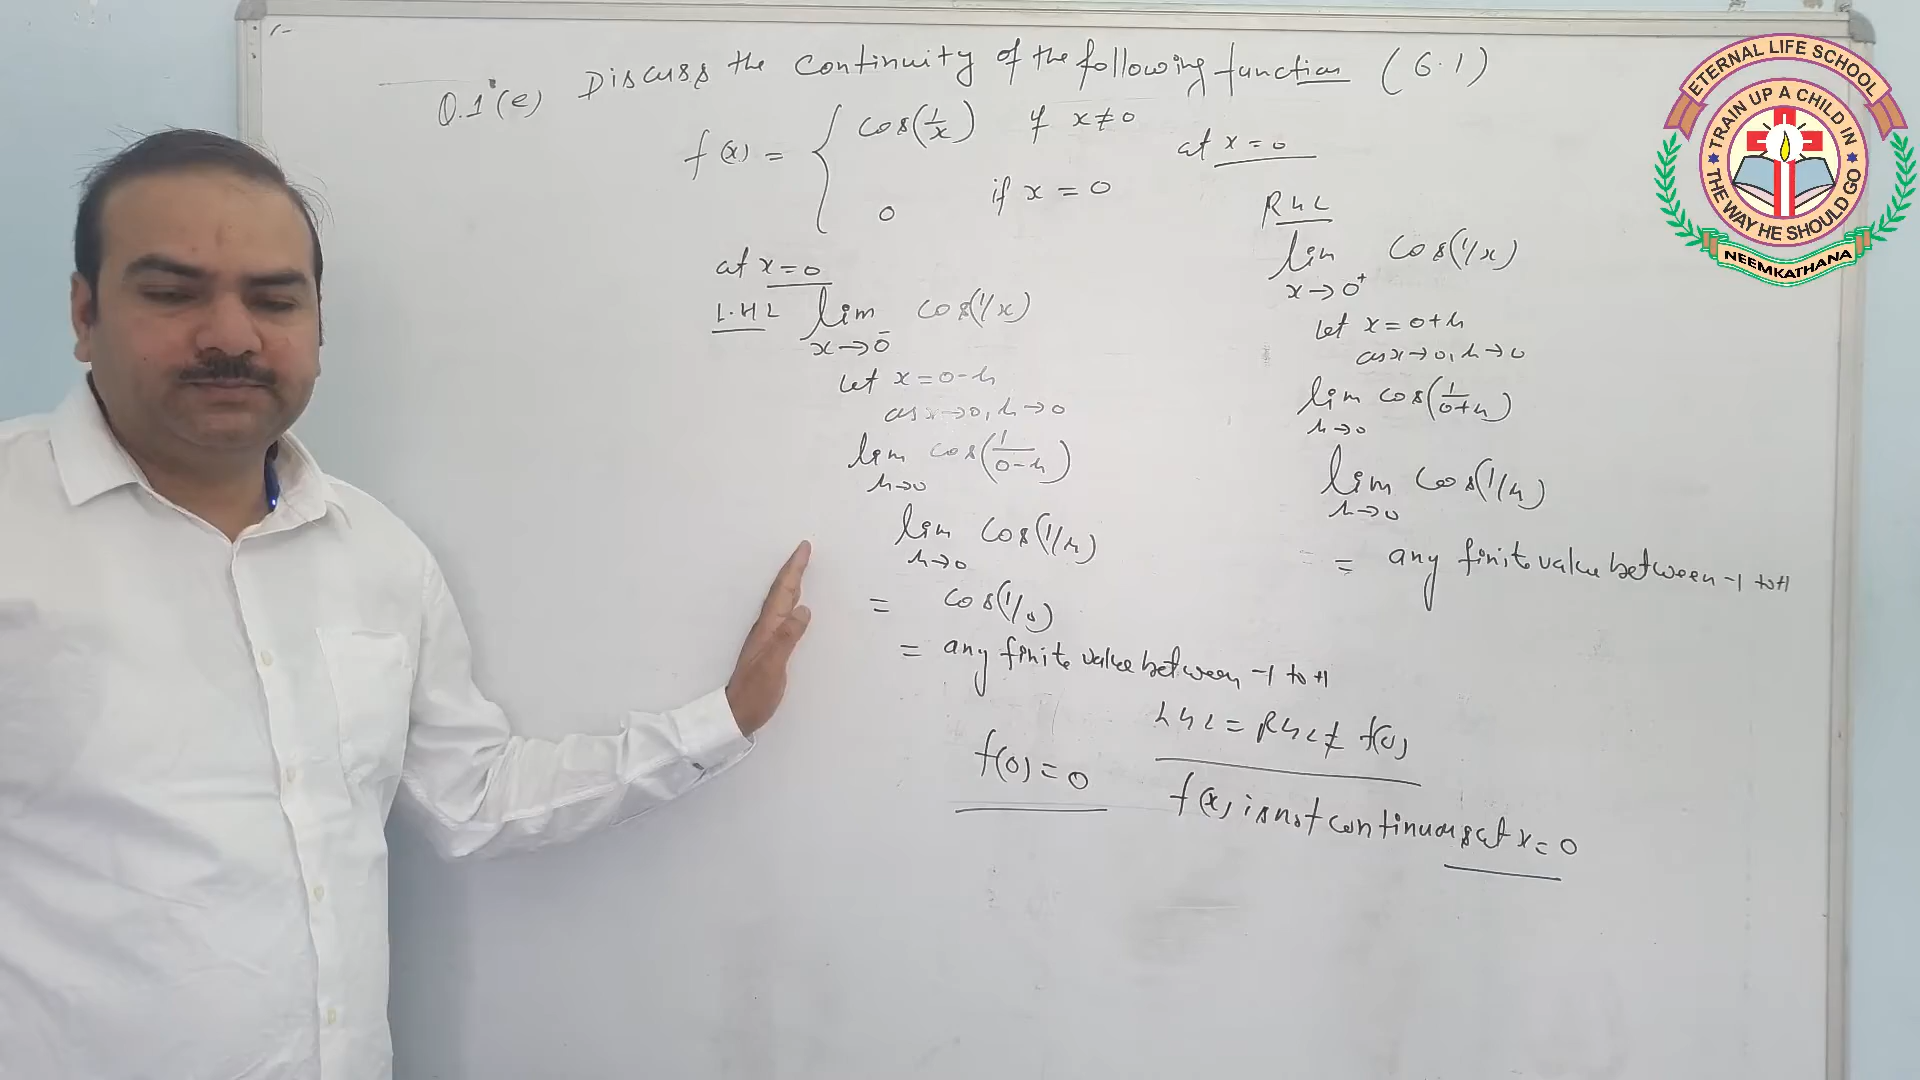 Q.1 (e) Discuss the continuity of the following function (6.1)
f(x) = { cos(1/x) if x ≠ 0
0 if x = 0
at x = 0
at x = 0
L.H.L lim x→0⁻ cos(1/x)
let x = 0-h
as x→0, h→0
lim h→0 cos(1/(0-h))
lim h→0 cos(1/h)
= cos(1/0)
= any finite value between -1 to +1
f(0) = 0
RHL
lim x→0⁺ cos(1/x)
let x = 0+h
as x→0, h→0
lim h→0 cos(1/(0+h))
lim h→0 cos(1/h)
= any finite value between -1 to +1
LHL = RHL ≠ f(0)
f(x) is not continuous at x = 0
ETERNAL LIFE SCHOOL
TRAIN UP A CHILD IN
THE WAY HE SHOULD GO
NEEMKATHANA